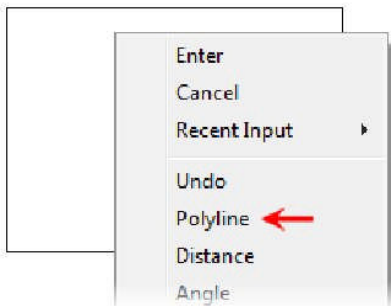 Enter
Cancel
Recent Input
Undo
Polyline
Distance
Angle